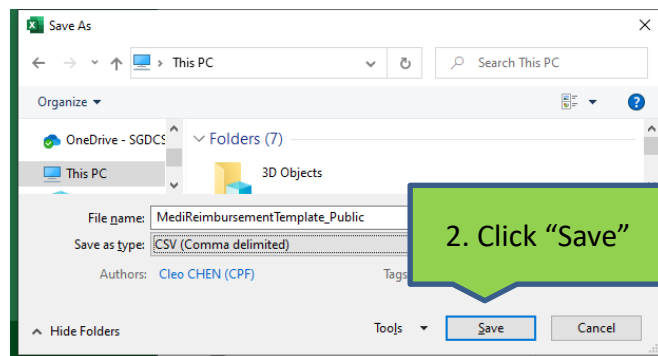 Save As
This PC
Search This PC
Organize
?
OneDrive - SGDCS
Folders (7)
This PC
3D Objects
File name: MediReimbursementTemplate_Public
Save as type: CSV (Comma delimited)
2. Click “Save”
Authors: Cleo CHEN (CPF) Tags
Hide Folders
Tools
Save
Cancel